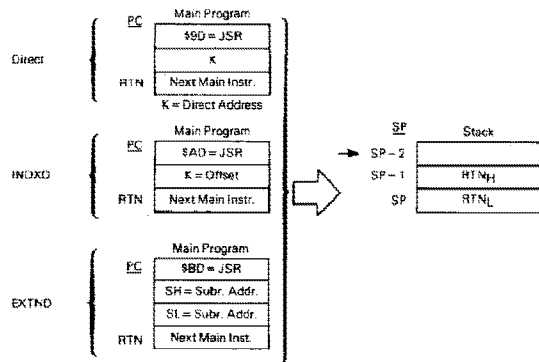 PC Main Program
Direct
$9D = JSR
K
RTN Next Main Instr.
K = Direct Address
PC Main Program
INDXD
$AD = JSR
K = Offset
RTN Next Main Instr.
PC Main Program
EXTND
$BD = JSR
SH = Subr. Addr.
SL = Subr. Addr.
RTN Next Main Inst.
SP Stack
SP – 2
SP – 1 RTNH
SP RTNL